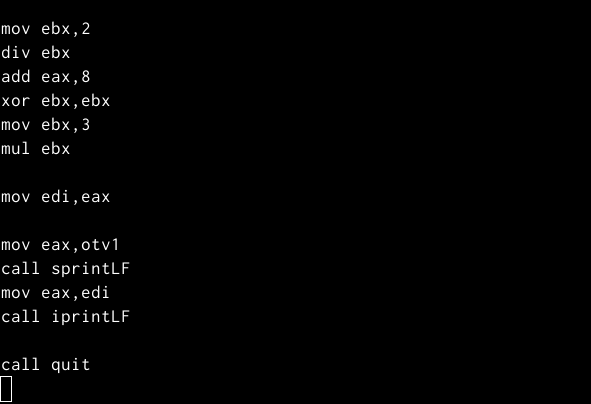 mov ebx,2
div ebx
add eax,8
xor ebx,ebx
mov ebx,3
mul ebx
mov edi,eax
mov eax,otv1
call sprintLF
mov eax,edi
call iprintLF
call quit